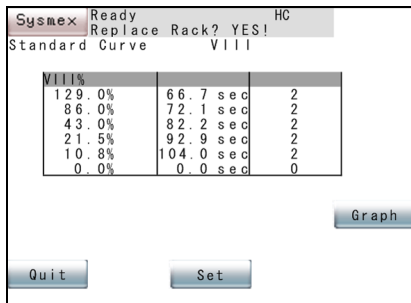 Sysmex Ready HC
Replace Rack? YES!
Standard Curve VIII
VIII%
129.0% 66.7 sec 2
86.0% 72.1 sec 2
43.0% 82.2 sec 2
21.5% 92.9 sec 2
10.8% 104.0 sec 2
0.0% 0.0 sec 0
Graph
Quit Set